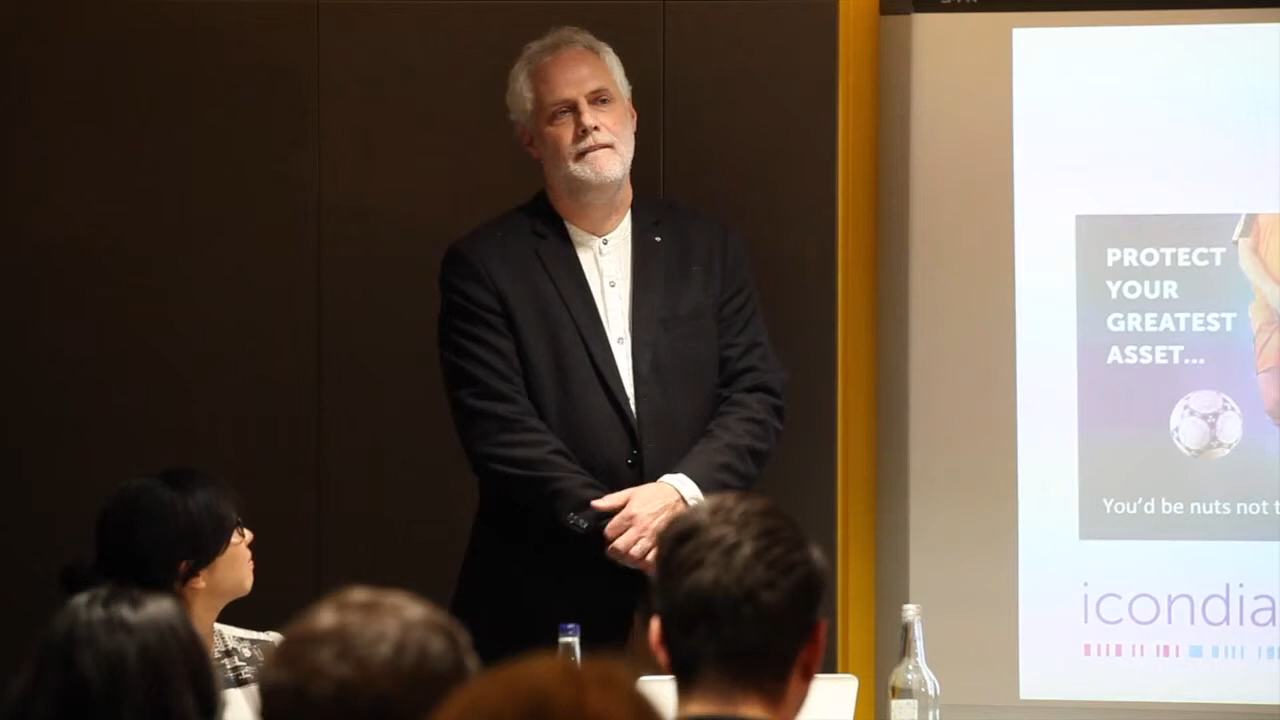 PROTECT
YOUR
GREATEST
ASSET...
You'd be nuts not t
icondia